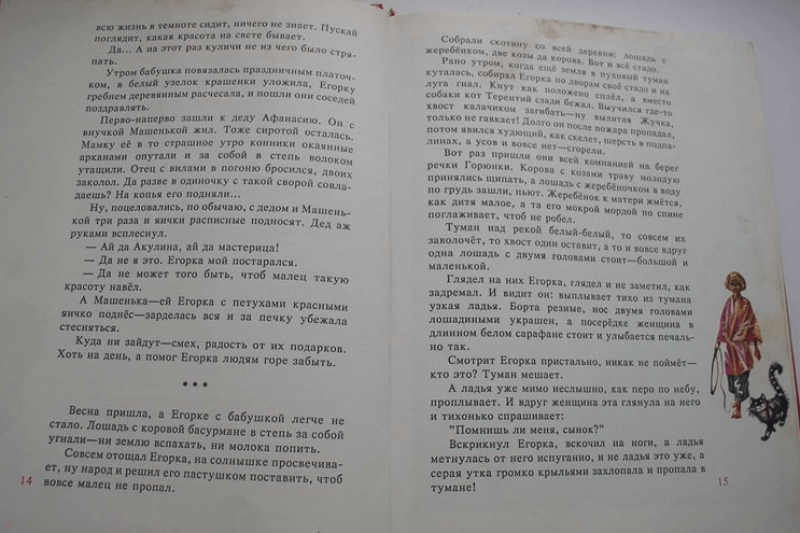 всю жизнь в темноте сидит, ничего не знает. Пускай
поглядит, какая красота на свете бывает.
Да... А на этот раз куличи не из чего было стря-
пать.
Утром бабушка повязалась праздничным платоч-
ком, в белый узелок крашенки уложила, Егорку
гребнем деревянным расчесала, и пошли они соседей
поздравлять.
Перво-наперво зашли к деду Афанасию. Он с
внучкой Машенькой жил. Тоже сиротой осталась.
Мамку её в то страшное утро конники окаянные
арканами опутали и за собой в степь волоком
утащили. Отец с вилами в погоню бросился, двоих
заколол. Да разве в одиночку с такой сворой совла-
даешь? На копья его подняли...
Ну, поцеловались, по обычаю, с дедом и Машень-
кой три раза и яички расписные подносят. Дед аж
руками всплеснул.
— Ай да Акулина, ай да мастерица!
— Да не я это. Егорка мой постарался.
— Да не может того быть, чтоб малец такую
красоту навёл.
А Машенька—ей Егорка с петухами красными
яичко поднёс—зарделась вся и за печку убежала
стесняться.
Куда ни зайдут—смех, радость от их подарков.
Хоть на день, а помог Егорка людям горе забыть.
* * *
Весна пришла, а Егорке с бабушкой легче не
стало. Лошадь с коровой басурмане в степь за собой
угнали—ни землю вспахать, ни молока попить.
Совсем отощал Егорка, на солнышке просвечива-
ет, ну народ и решил его пастушком поставить, чтоб
вовсе малец не пропал.
14
Собрали скотину со всей деревни: лошадь с
жеребёнком, две козы да корова. Вот и всё стадо.
Рано утром, когда ещё земля в пуховый туман
куталась, собирал Егорка по дворам своё стадо и на
луга гнал. Кнут как положено сплёл, а вместо
собаки кот Терентий сзади бежал. Выучился где-то
хвост калачиком загибать—ну вылитая Жучка,
только не гавкает! Долго он после пожара пропадал,
потом явился худющий, как скелет, шерсть в подпа-
линах, а усов и вовсе нет—сгорели.
Вот раз пришли они всей компанией на берег
речки Горюнки. Корова с козами траву молодую
принялись щипать, а лошадь с жеребёночком в воду
по грудь зашли, пьют. Жеребёнок к матери жмётся,
как дитя малое, а та его мокрой мордой по спине
поглаживает, чтоб не робел.
Туман над рекой белый-белый, то совсем их
заволочёт, то хвост один оставит, а то и вовсе вдруг
одна лошадь с двумя головами стоит—большой и
маленькой.
Глядел на них Егорка, глядел и не заметил, как
задремал. И видит он: выплывает тихо из тумана
узкая ладья. Борта резные, нос двумя головами
лошадиными украшен, а посерёдке женщина в
длинном белом сарафане стоит и улыбается печаль-
но так.
Смотрит Егорка пристально, никак не поймёт—
кто это? Туман мешает.
А ладья уже мимо неслышно, как перо по небу,
проплывает. И вдруг женщина эта глянула на него
и тихонько спрашивает:
"Помнишь ли меня, сынок?"
Вскрикнул Егорка, вскочил на ноги, а ладья
метнулась от него испуганно, и не ладья это уже, а
серая утка громко крыльями захлопала и пропала в
тумане!
15